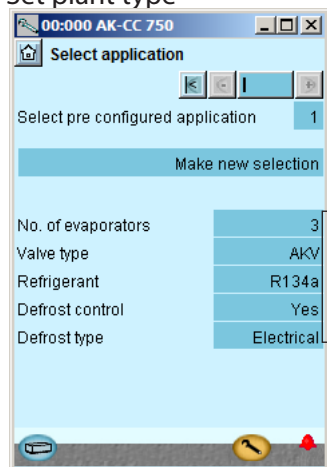 Set plant type
00:000 AK-CC 750
Select application
Select pre configured application 1
Make new selection
No. of evaporators 3
Valve type AKV
Refrigerant R134a
Defrost control Yes
Defrost type Electrical